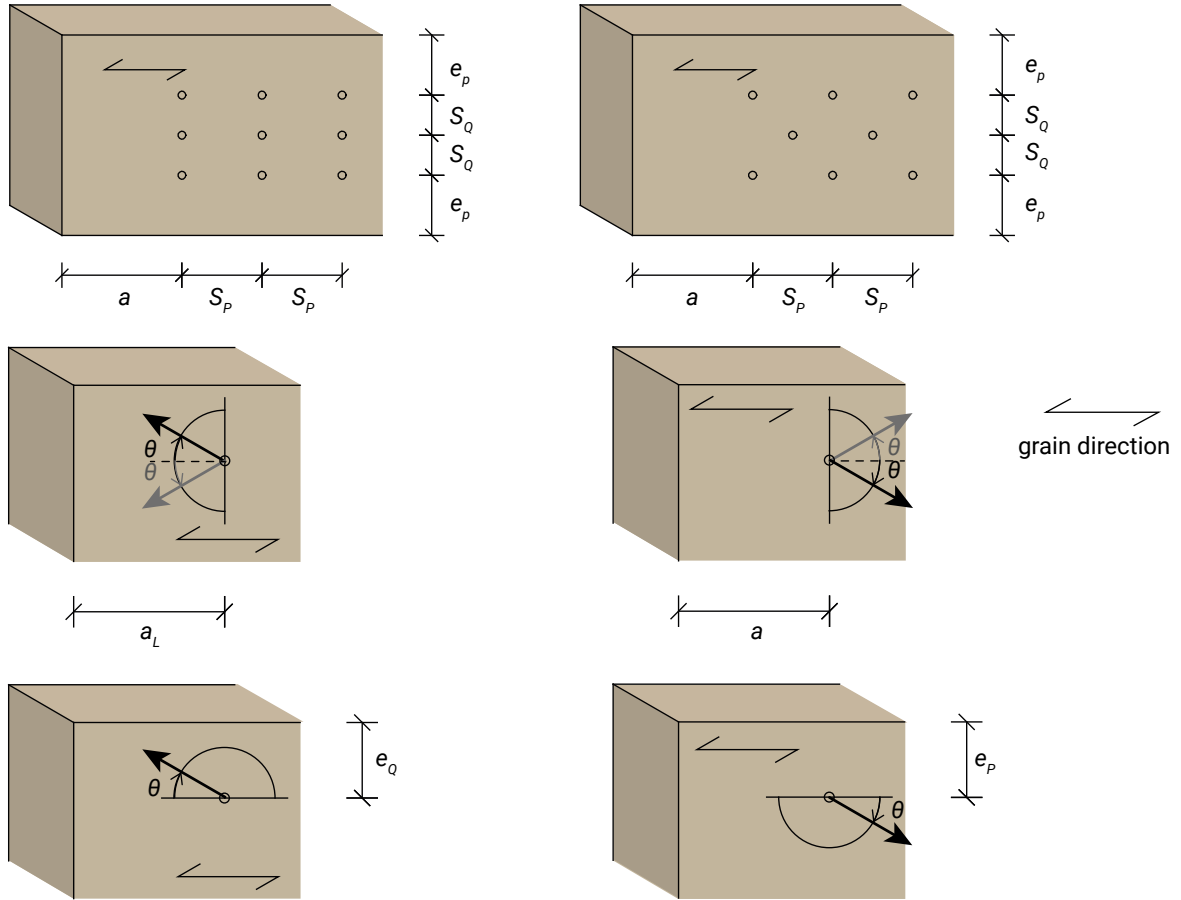 e_p
S_Q
S_Q
e_p
a
S_P
S_P
e_p
S_Q
S_Q
e_p
a
S_P
S_P
θ
θ
a_L
θ
θ
a
grain direction
θ
e_Q
θ
e_P